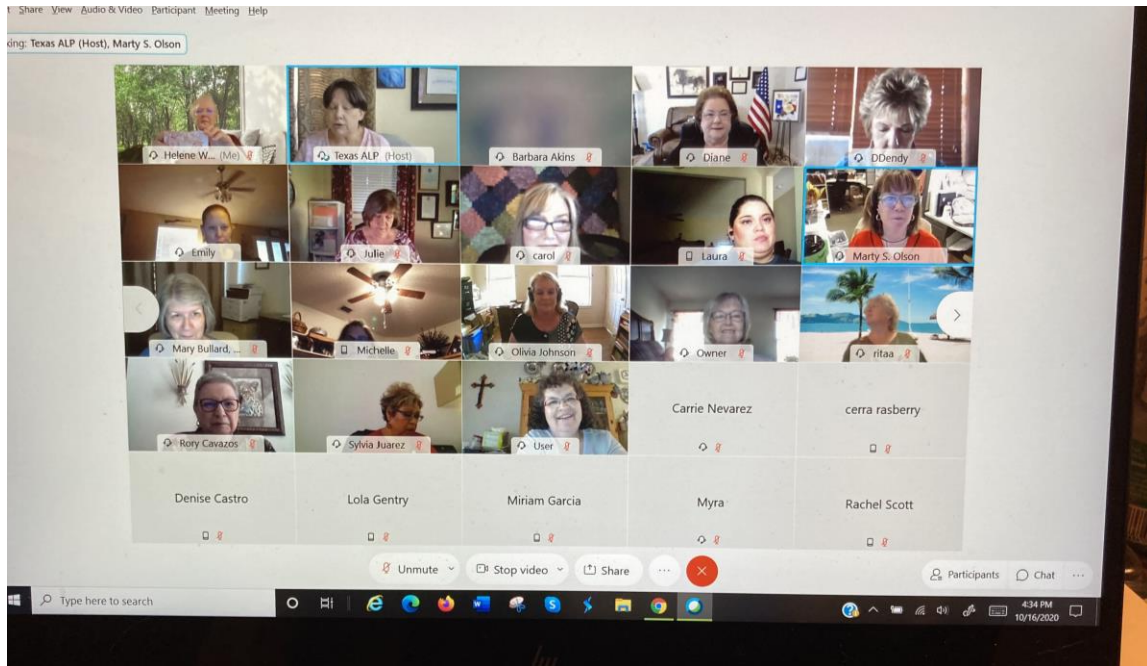 t Share View Audio & Video Participant Meeting Help
king: Texas ALP (Host), Marty S. Olson
Helene W... (Me)
Texas ALP (Host)
Barbara Akins
Diane
DDendy
Emily
Julie
carol
Laura
Marty S. Olson
Mary Bullard, ...
Michelle
Olivia Johnson
Owner
ritaa
Rory Cavazos
Sylvia Juarez
User
Carrie Nevarez
cerra rasberry
Denise Castro
Lola Gentry
Miriam Garcia
Myra
Rachel Scott
Unmute
Stop video
Share
...
Participants
Chat
...
Type here to search
4:34 PM
10/16/2020
hp